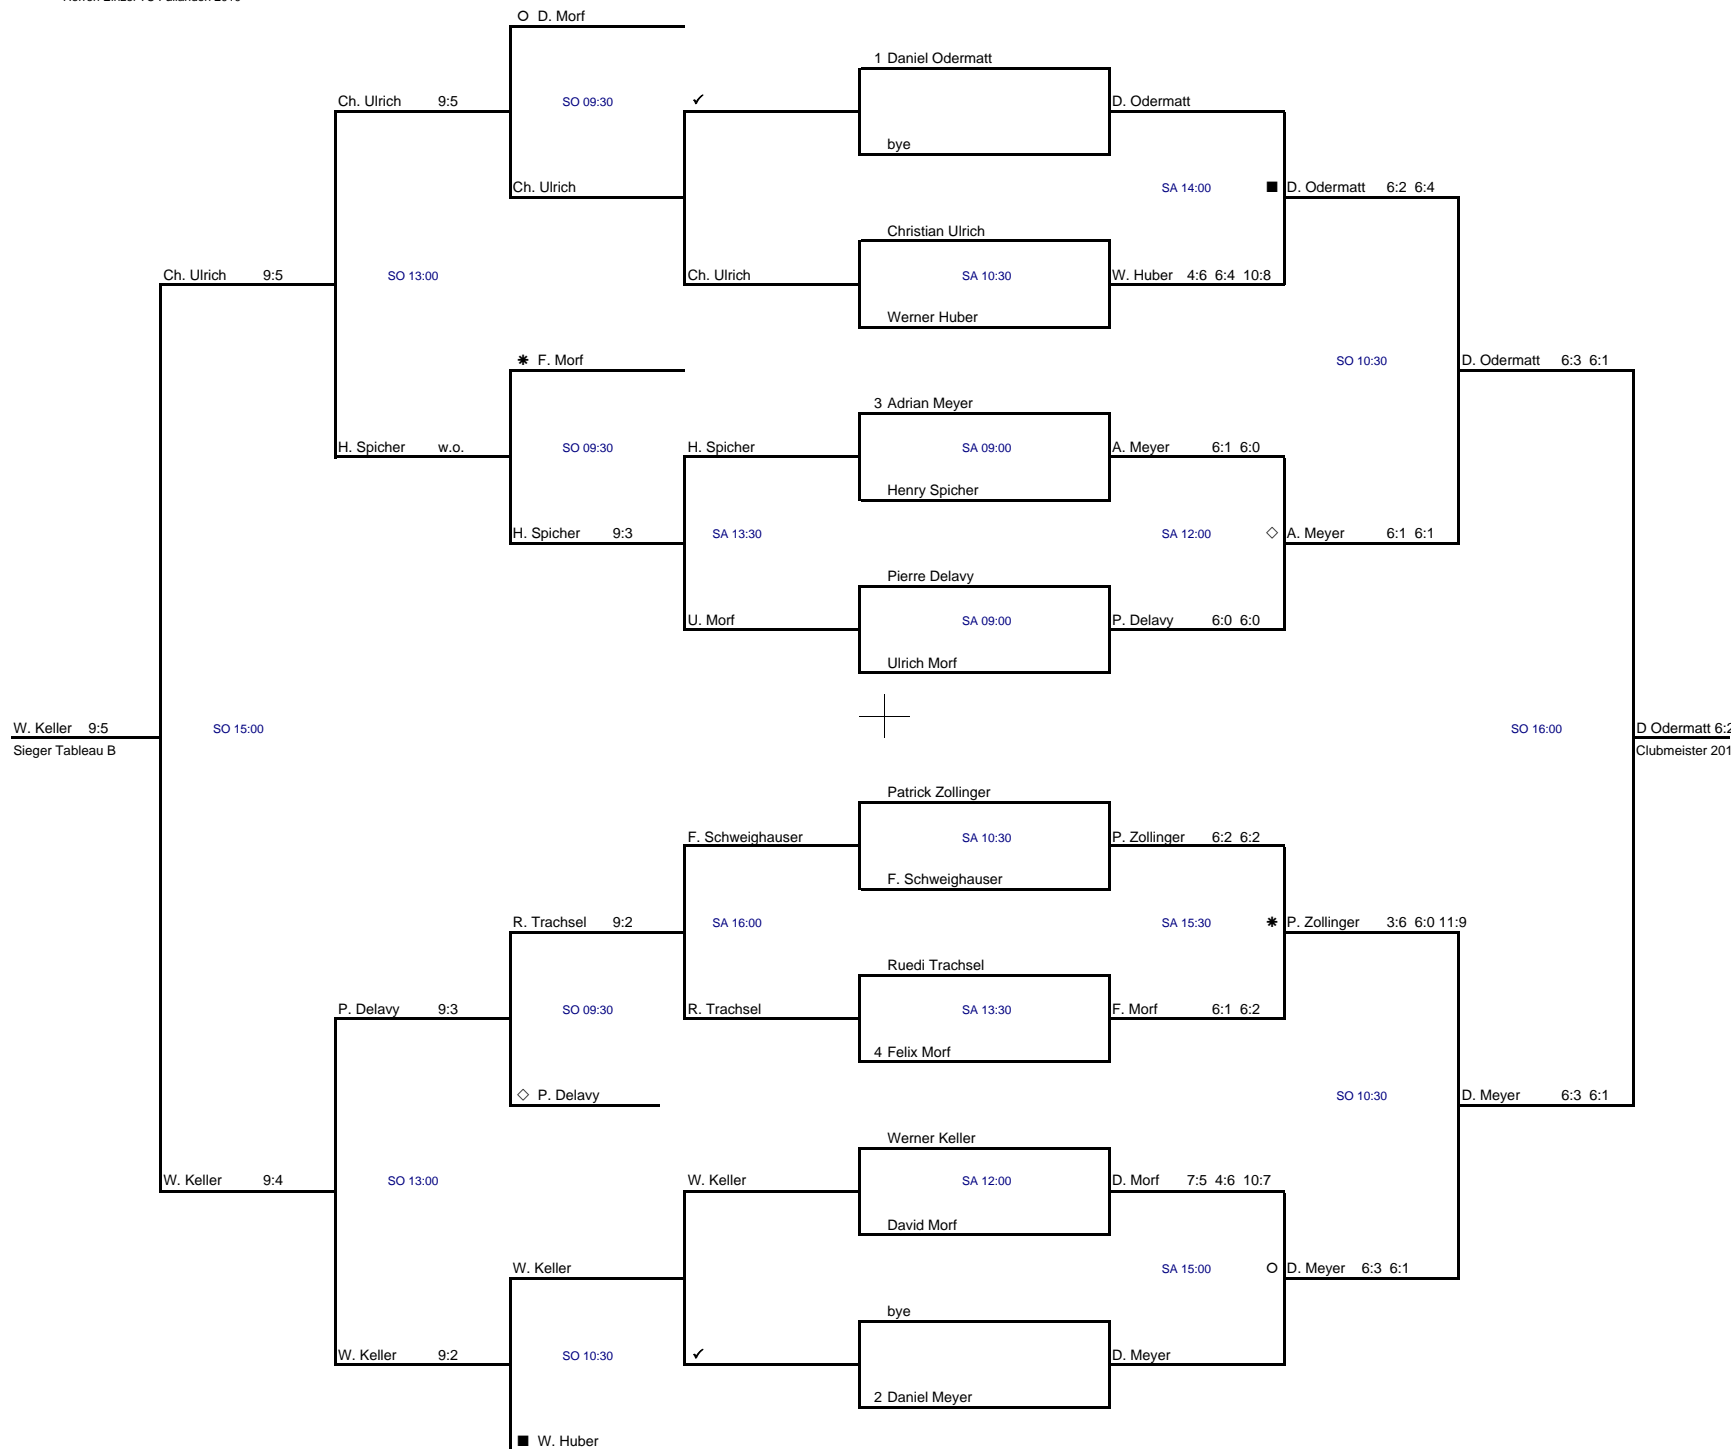 ○ D. Morf
1 Daniel Odermatt
Ch. Ulrich 9:5 SO 09:30 ✓ D. Odermatt
bye
Ch. Ulrich SA 14:00 ■ D. Odermatt 6:2 6:4
Christian Ulrich
Ch. Ulrich 9:5 SO 13:00 Ch. Ulrich SA 10:30 W. Huber 4:6 6:4 10:8
Werner Huber
✱ F. Morf SO 10:30 D. Odermatt 6:3 6:1
3 Adrian Meyer
H. Spicher w.o. SO 09:30 H. Spicher SA 09:00 A. Meyer 6:1 6:0
Henry Spicher
H. Spicher 9:3 SA 13:30 SA 12:00 ◇ A. Meyer 6:1 6:1
Pierre Delavy
U. Morf SA 09:00 P. Delavy 6:0 6:0
Ulrich Morf
W. Keller 9:5 SO 15:00 SO 16:00 D Odermatt
Sieger Tableau B Clubmeister
Patrick Zollinger
F. Schweighauser SA 10:30 P. Zollinger 6:2 6:2
F. Schweighauser
R. Trachsel 9:2 SA 16:00 SA 15:30 ✱ P. Zollinger 3:6 6:0 11:9
Ruedi Trachsel
P. Delavy 9:3 SO 09:30 R. Trachsel SA 13:30 F. Morf 6:1 6:2
4 Felix Morf
◇ P. Delavy SO 10:30 D. Meyer 6:3 6:1
Werner Keller
W. Keller 9:4 SO 13:00 W. Keller SA 12:00 D. Morf 7:5 4:6 10:7
David Morf
W. Keller SA 15:00 ○ D. Meyer 6:3 6:1
bye
W. Keller 9:2 SO 10:30 ✓ D. Meyer
2 Daniel Meyer
■ W. Huber